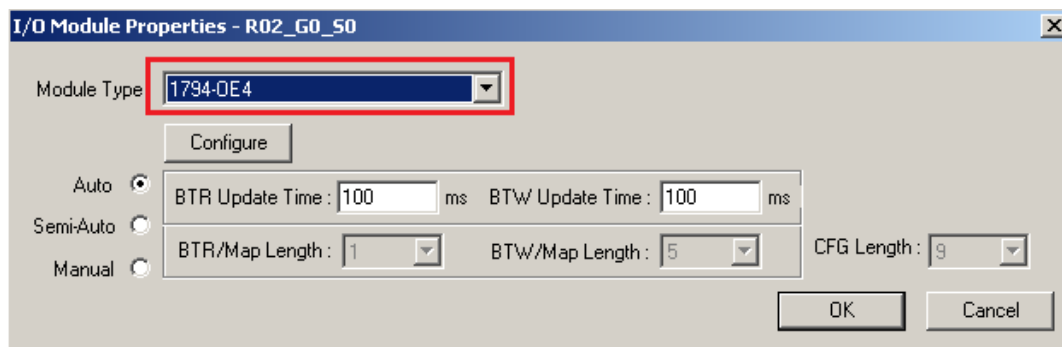 I/O Module Properties - R02_G0_S0
Module Type 1794-OE4
Configure
Auto
BTR Update Time : 100 ms BTW Update Time : 100 ms
Semi-Auto
BTR/Map Length : 1 BTW/Map Length : 5 CFG Length : 9
Manual
OK Cancel